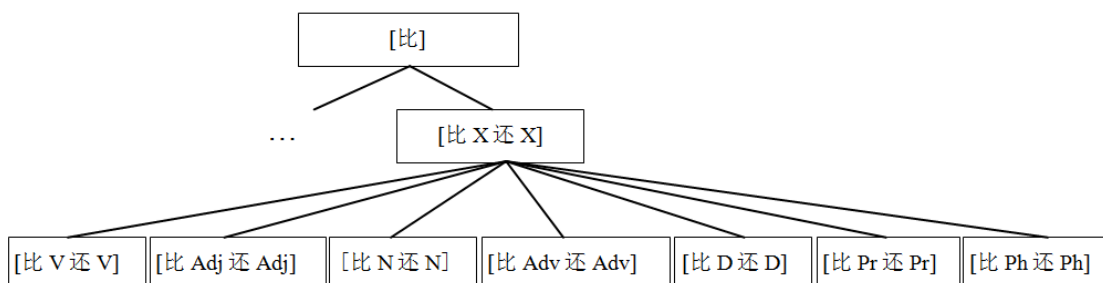 [比]
…
[比 X 还 X]
[比 V 还 V] [比 Adj 还 Adj] ［比 N 还 N］ [比 Adv 还 Adv] [比 D 还 D] [比 Pr 还 Pr] [比 Ph 还 Ph]